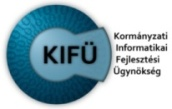 KIFÜ
Kormányzati
Informatikai
Fejlesztési
Ügynökség